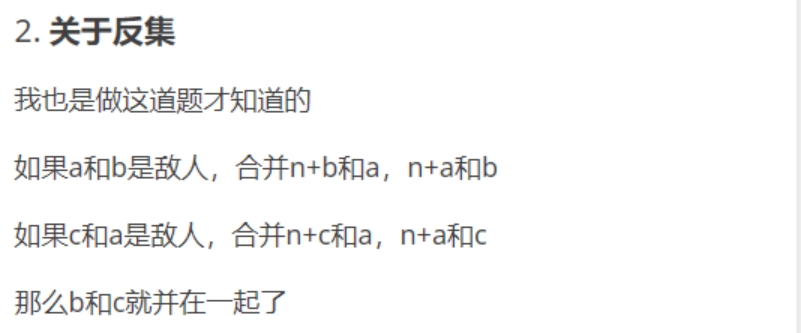 2. 关于反集
我也是做这道题才知道的
如果a和b是敌人，合并n+b和a，n+a和b
如果c和a是敌人，合并n+c和a，n+a和c
那么b和c就并在一起了